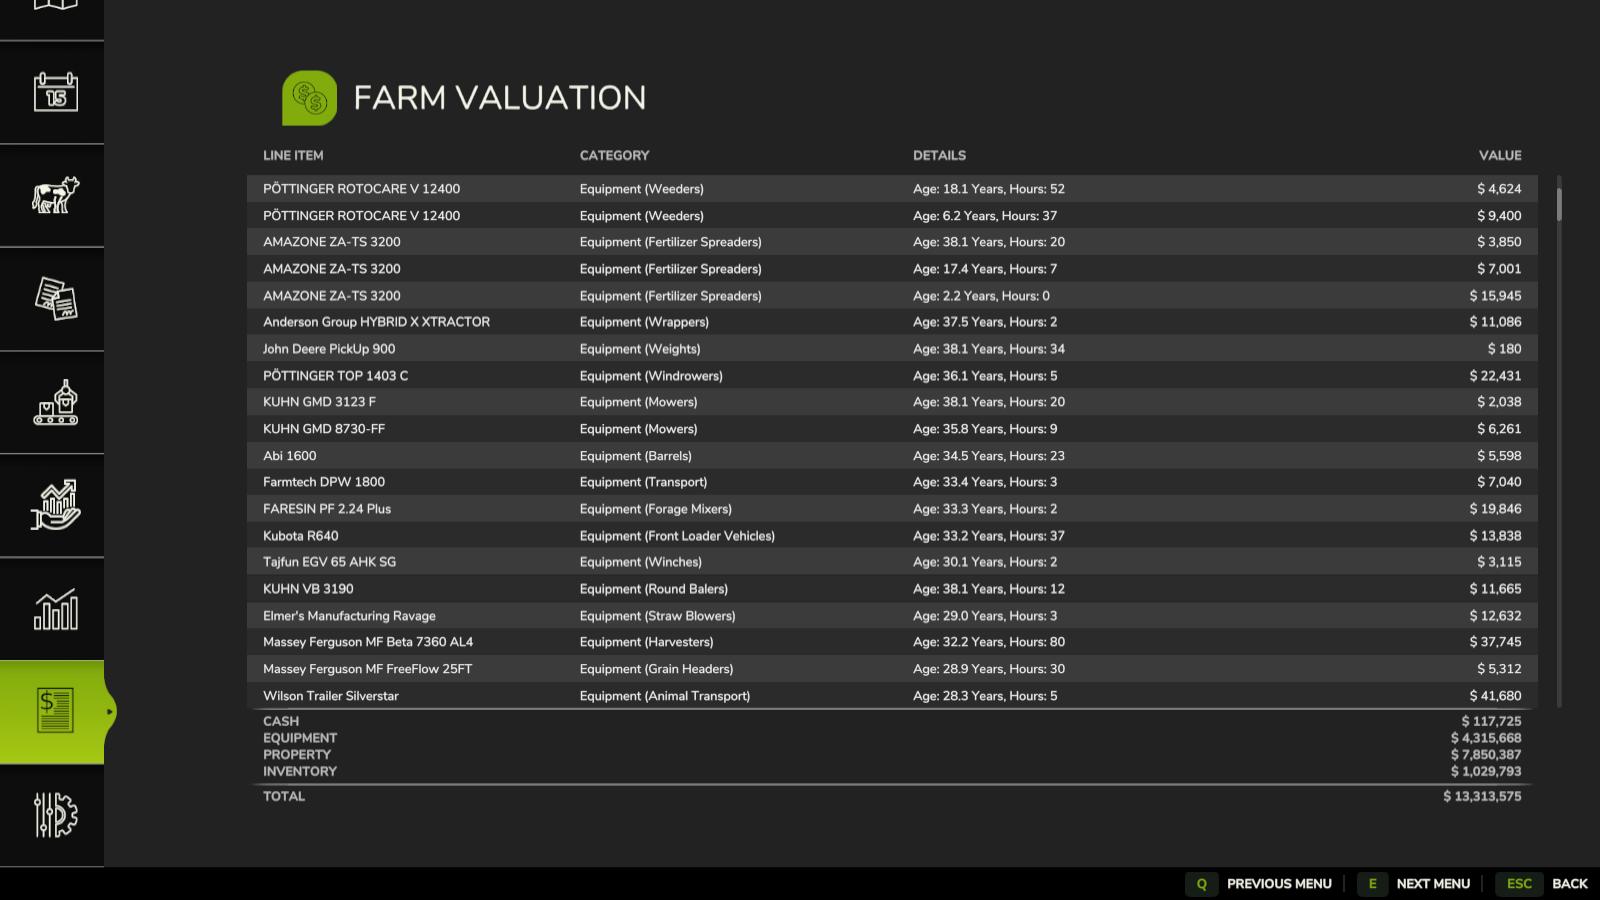 15
FARM VALUATION
LINE ITEM CATEGORY DETAILS VALUE
PÖTTINGER ROTOCARE V 12400 Equipment (Weeders) Age: 18.1 Years, Hours: 52 $ 4,624
PÖTTINGER ROTOCARE V 12400 Equipment (Weeders) Age: 6.2 Years, Hours: 37 $ 9,400
AMAZONE ZA-TS 3200 Equipment (Fertilizer Spreaders) Age: 38.1 Years, Hours: 20 $ 3,850
AMAZONE ZA-TS 3200 Equipment (Fertilizer Spreaders) Age: 17.4 Years, Hours: 7 $ 7,001
AMAZONE ZA-TS 3200 Equipment (Fertilizer Spreaders) Age: 2.2 Years, Hours: 0 $ 15,945
Anderson Group HYBRID X XTRACTOR Equipment (Wrappers) Age: 37.5 Years, Hours: 2 $ 11,086
John Deere PickUp 900 Equipment (Weights) Age: 38.1 Years, Hours: 34 $ 180
PÖTTINGER TOP 1403 C Equipment (Windrowers) Age: 36.1 Years, Hours: 5 $ 22,431
KUHN GMD 3123 F Equipment (Mowers) Age: 38.1 Years, Hours: 20 $ 2,038
KUHN GMD 8730-FF Equipment (Mowers) Age: 35.8 Years, Hours: 9 $ 6,261
Abi 1600 Equipment (Barrels) Age: 34.5 Years, Hours: 23 $ 5,598
Farmtech DPW 1800 Equipment (Transport) Age: 33.4 Years, Hours: 3 $ 7,040
FARESIN PF 2.24 Plus Equipment (Forage Mixers) Age: 33.3 Years, Hours: 2 $ 19,846
Kubota R640 Equipment (Front Loader Vehicles) Age: 33.2 Years, Hours: 37 $ 13,838
Tajfun EGV 65 AHK SG Equipment (Winches) Age: 30.1 Years, Hours: 2 $ 3,115
KUHN VB 3190 Equipment (Round Balers) Age: 38.1 Years, Hours: 12 $ 11,665
Elmer's Manufacturing Ravage Equipment (Straw Blowers) Age: 29.0 Years, Hours: 3 $ 12,632
Massey Ferguson MF Beta 7360 AL4 Equipment (Harvesters) Age: 32.2 Years, Hours: 80 $ 37,745
Massey Ferguson MF FreeFlow 25FT Equipment (Grain Headers) Age: 28.9 Years, Hours: 30 $ 5,312
Wilson Trailer Silverstar Equipment (Animal Transport) Age: 28.3 Years, Hours: 5 $ 41,680
CASH $ 117,725
EQUIPMENT $ 4,315,668
PROPERTY $ 7,850,387
INVENTORY $ 1,029,793
TOTAL $ 13,313,575
Q PREVIOUS MENU E NEXT MENU ESC BACK